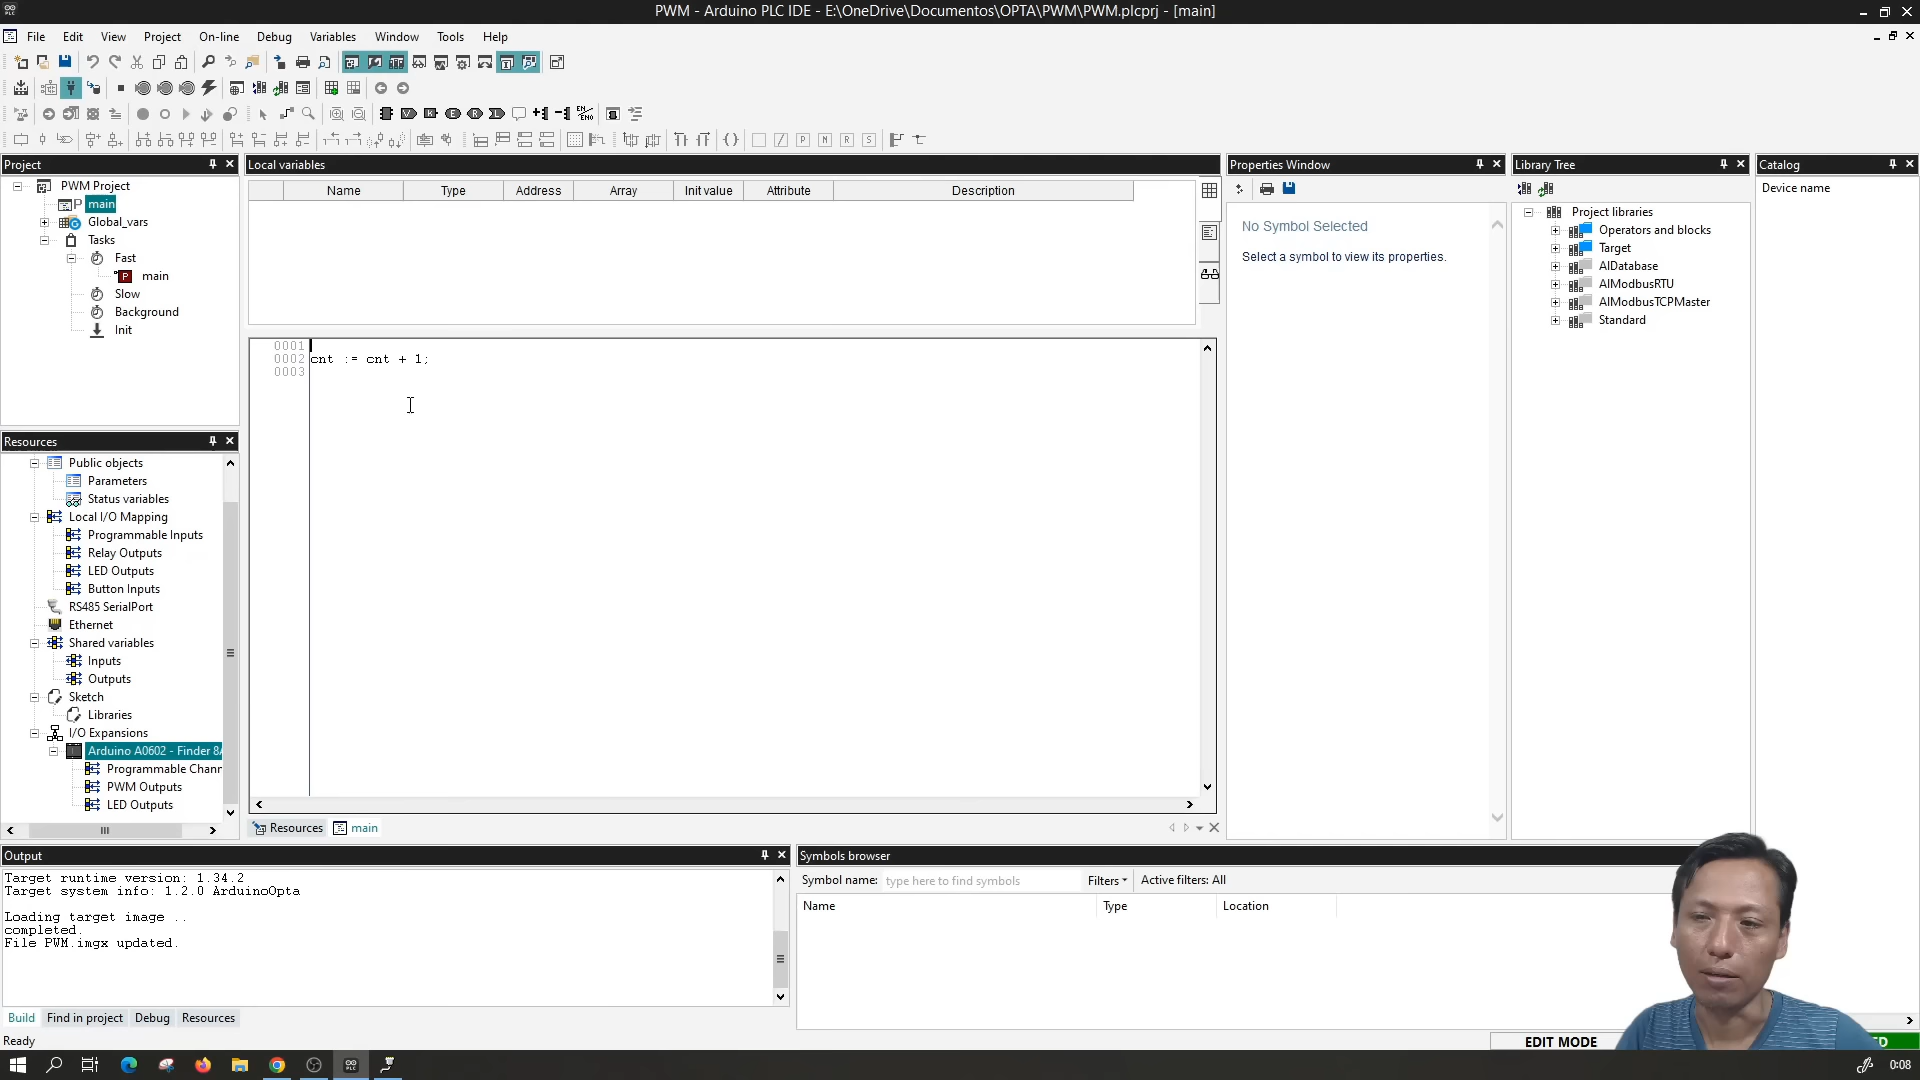 PWM - Arduino PLC IDE - E:\OneDrive\Documentos\OPTA\PWM\PWM.plcprj - [main]
File Edit View Project On-line Debug Variables Window Tools Help
Project
PWM Project
main
Global_vars
Tasks
Fast
main
Slow
Background
Init
Local variables
Name Type Address Array Init value Attribute Description
0001
0002 cnt := cnt + 1;
0003
Resources main
Properties Window
No Symbol Selected
Select a symbol to view its properties.
Library Tree
Project libraries
Operators and blocks
Target
AlDatabase
AlModbusRTU
AlModbusTCPMaster
Standard
Catalog
Device name
Resources
Public objects
Parameters
Status variables
Local I/O Mapping
Programmable Inputs
Relay Outputs
LED Outputs
Button Inputs
RS485 SerialPort
Ethernet
Shared variables
Inputs
Outputs
Sketch
Libraries
I/O Expansions
Arduino A0602 - Finder 8A
Programmable Chann
PWM Outputs
LED Outputs
Output
Target runtime version: 1.34.2
Target system info: 1.2.0 ArduinoOpta
Loading target image ..
completed.
File PWM.imgx updated.
Build Find in project Debug Resources
Symbols browser
Symbol name: type here to find symbols Filters Active filters: All
Name Type Location
Ready
EDIT MODE
0:08